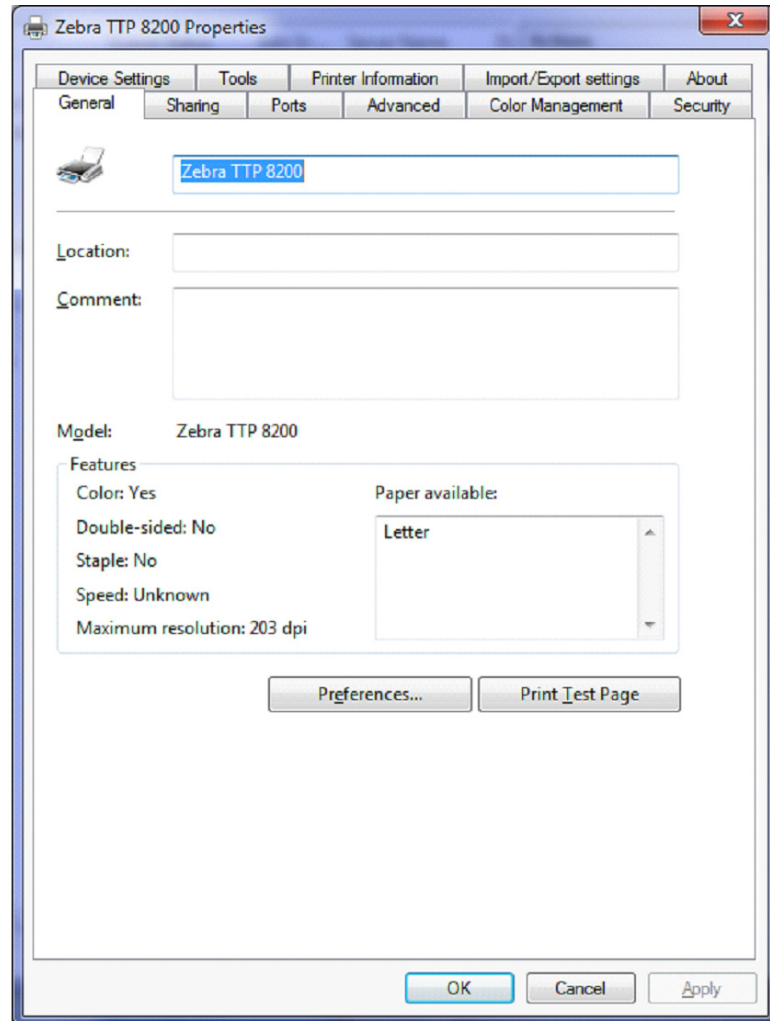 Zebra TTP 8200 Properties
Device Settings Tools Printer Information Import/Export settings About
General Sharing Ports Advanced Color Management Security
Zebra TTP 8200
Location:
Comment:
Model: Zebra TTP 8200
Features
Color: Yes Paper available:
Double-sided: No Letter
Staple: No
Speed: Unknown
Maximum resolution: 203 dpi
Preferences... Print Test Page
OK Cancel Apply